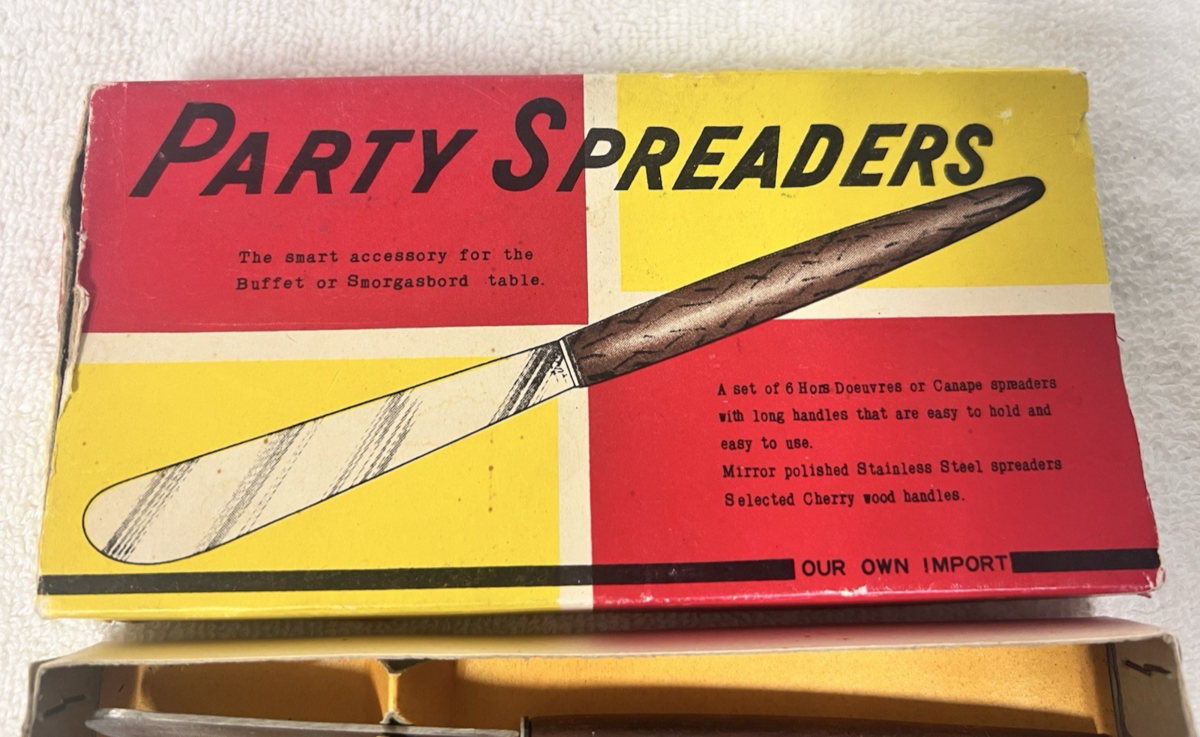 PARTY SPREADERS
The smart accessory for the
Buffet or Smorgasbord table.
A set of 6 Hors Doeuvres or Canape spreaders
with long handles that are easy to hold and
easy to use.
Mirror polished Stainless Steel spreaders
Selected Cherry wood handles.
OUR OWN IMPORT